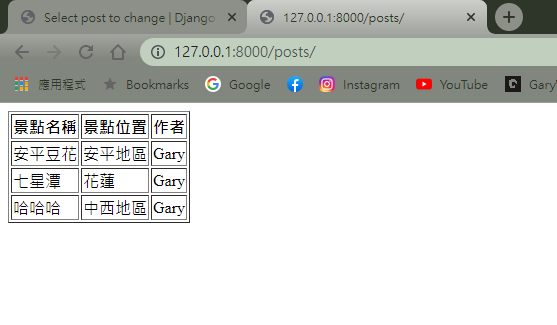 Select post to change | Django
127.0.0.1:8000/posts/
127.0.0.1:8000/posts/
應用程式 Bookmarks Google Facebook Instagram YouTube Gary'
景點名稱 景點位置 作者
安平豆花 安平地區 Gary
七星潭 花蓮 Gary
哈哈哈 中西地區 Gary